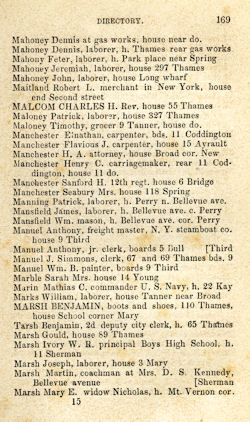 DIRECTORY. 169
Mahoney Dennis at gas works, house near do.
Mahoney Dennis, laborer, h. Thames rear gas works
Mahony Peter, laborer, h. Park place near Spring
Mahoney Jeremiah, laborer, house 297 Thames
Mahoney John, laborer, house Long wharf
Maitland Robert L. merchant in New York, house
end Second street.
MALCOM CHARLES H. Rev. house 55 Thames
Maloney Patrick, laborer, house 327 Thames
Maloney Timothy, grocer 9 Tanner, house do.
Manchester Elnathan, carpenter, bds. 11 Coddington
Manchester Flavious J. carpenter, house 15 Ayrault
Manchester H. A. attorney, house Broad cor. New
Manchester Henry C. carriagemaker, rear 11 Cod-
dington, house 11 do.
Manchester Sanford H. 12th regt. house 6 Bridge
Manchester Seabury Mrs. house 118 Spring
Manning Patrick, laborer, h. Perry n. Bellevue ave.
Mansfield James, laborer, h. Bellevue ave. c. Perry
Mansfield Wm. mason, h. Bellevue ave. cor. Perry
Manuel Anthony, freight master, N. Y. steamboat co.
house 9 Third
Manuel Anthony, jr. clerk, boards 5 Bull [Third
Manuel J. Simmons, clerk, 67 and 69 Thames bds. 9
Manuel Wm. B. painter, boards 9 Third
Marble Sarah Mrs. house 14 Young
Marin Mathias C. commander U. S. Navy, h. 22 Kay
Marks William, laborer, house Tanner near Broad
MARSH BENJAMIN, boots and shoes, 110 Thames,
house School corner Mary
Tarsh Benjamin, 2d deputy city clerk, h. 65 Thames
Marsh Gould, house 89 Thames
Marsh Ivory W. R. principal Boys High School, h.
11 Sherman
Marsh Joseph, laborer, house 3 Mary
Marsh Martin, coachman at Mrs. D. S. Kennedy,
Bellevue avenue [Sherman
Marsh Mary E. widow Nicholas, h. Mt. Vernon cor.
15